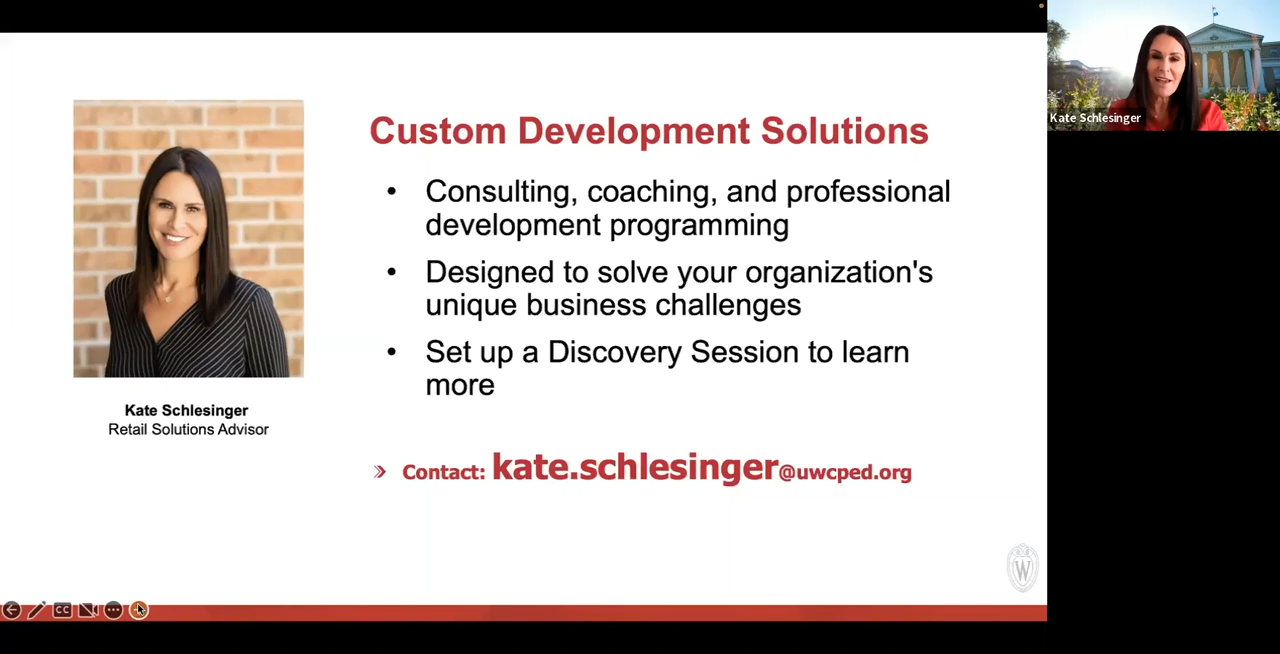 Kate Schlesinger
Custom Development Solutions
• Consulting, coaching, and professional
development programming
• Designed to solve your organization's
unique business challenges
• Set up a Discovery Session to learn
more
Kate Schlesinger
Retail Solutions Advisor
» Contact: kate.schlesinger@uwcped.org
W
CC